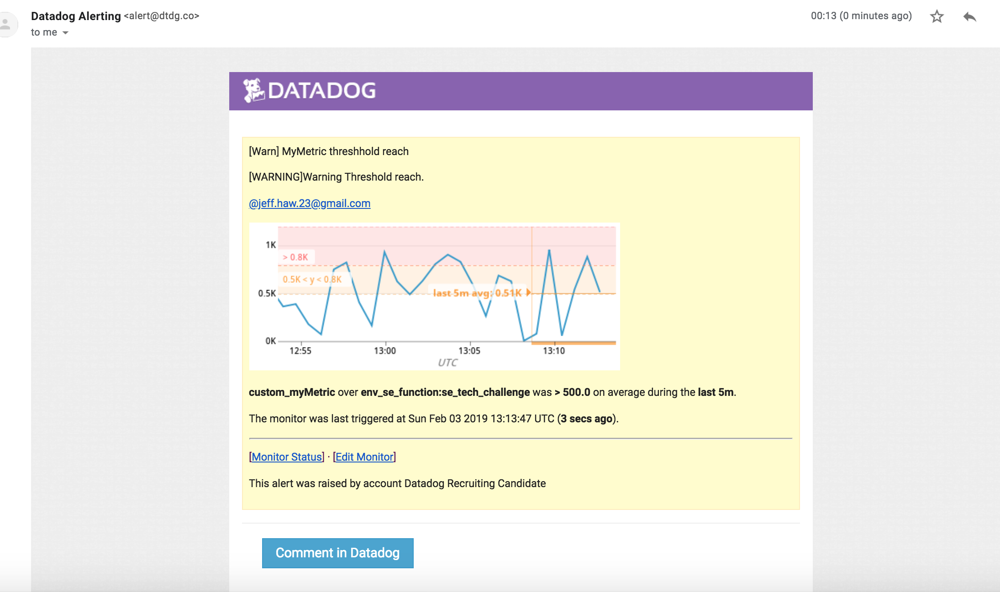 Datadog Alerting <alert@dtdg.co>
00:13 (0 minutes ago)
to me
DATADOG
[Warn] MyMetric threshhold reach
[WARNING]Warning Threshold reach.
@jeff.haw.23@gmail.com
1K
> 0.8K
0.5K < y < 0.8K
0.5K
last 5m avg: 0.51K
0K
12:55 13:00 13:05 13:10
UTC
custom_myMetric over env_se_function:se_tech_challenge was > 500.0 on average during the last 5m.
The monitor was last triggered at Sun Feb 03 2019 13:13:47 UTC (3 secs ago).
[Monitor Status] · [Edit Monitor]
This alert was raised by account Datadog Recruiting Candidate
Comment in Datadog